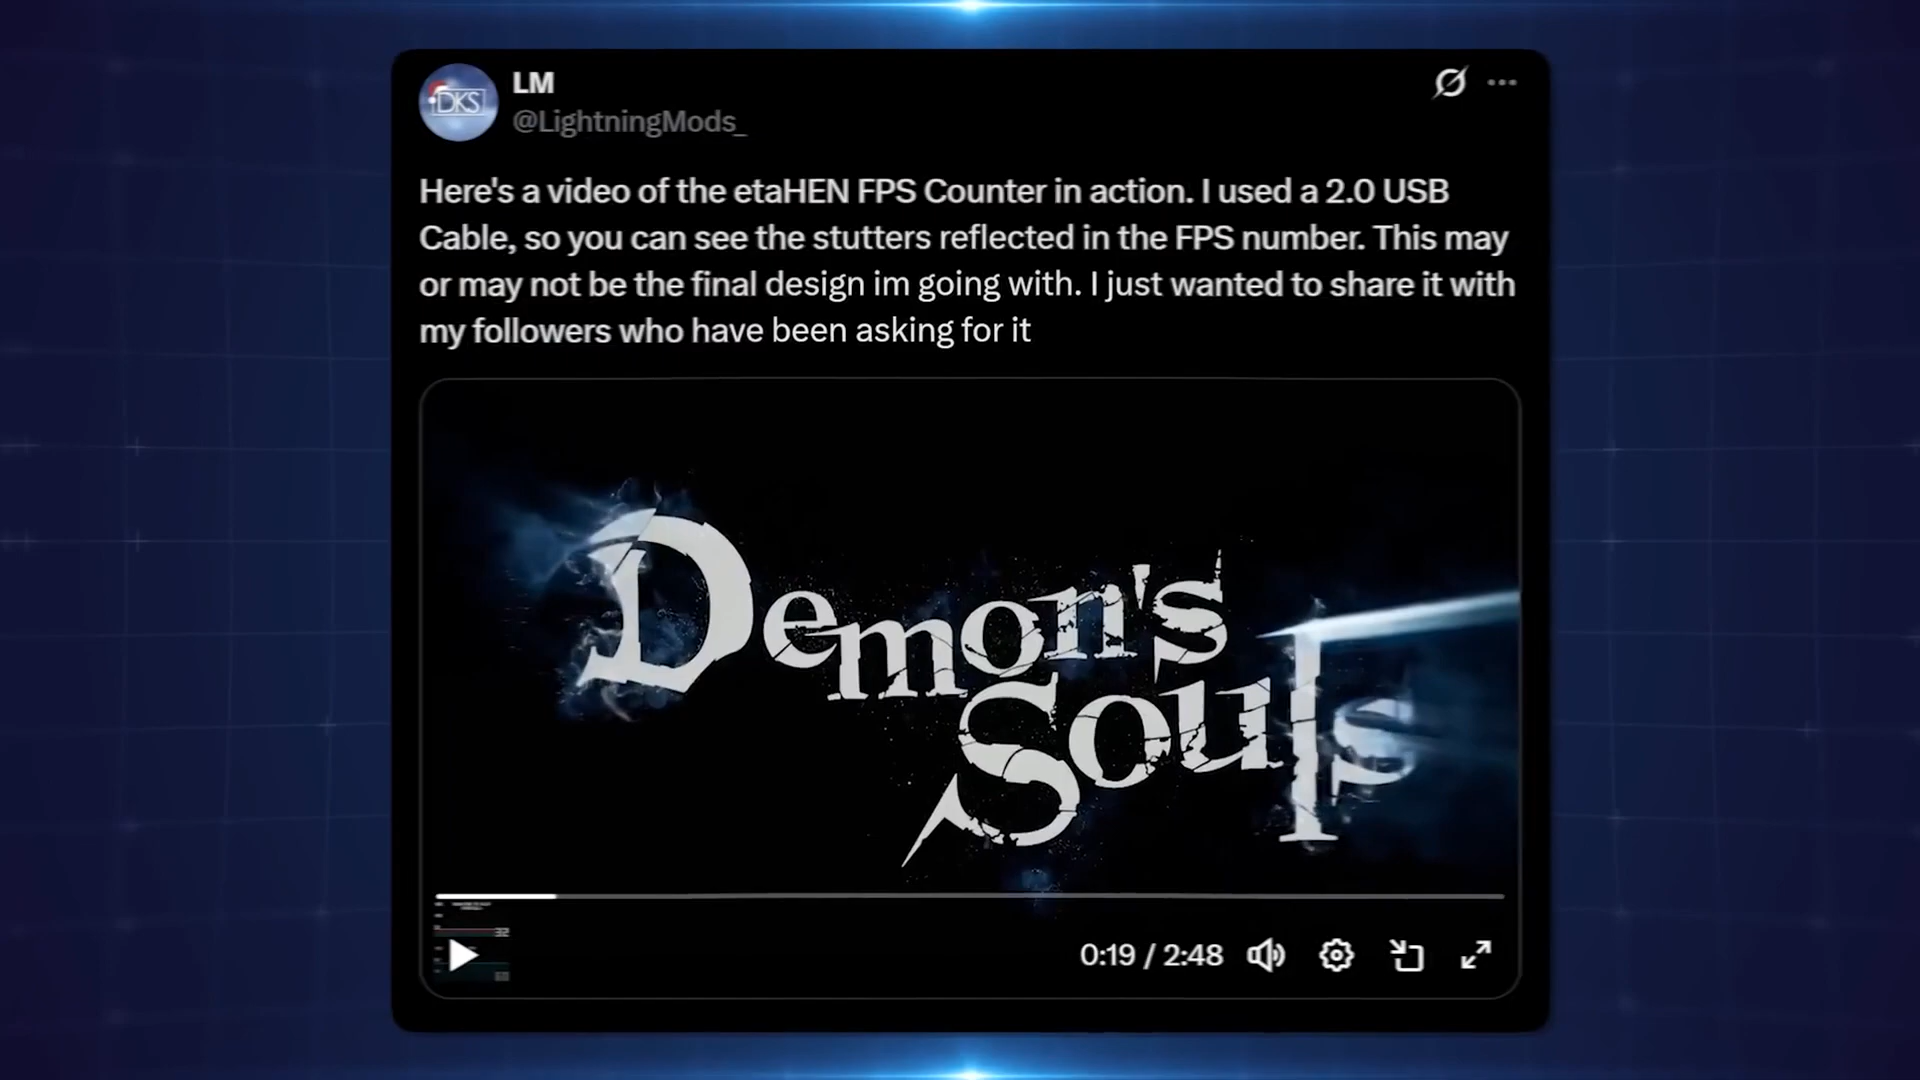 DKS
LM
@LightningMods_
Here's a video of the etaHEN FPS Counter in action. I used a 2.0 USB
Cable, so you can see the stutters reflected in the FPS number. This may
or may not be the final design im going with. I just wanted to share it with
my followers who have been asking for it
Demon's
Souls
0:19 / 2:48